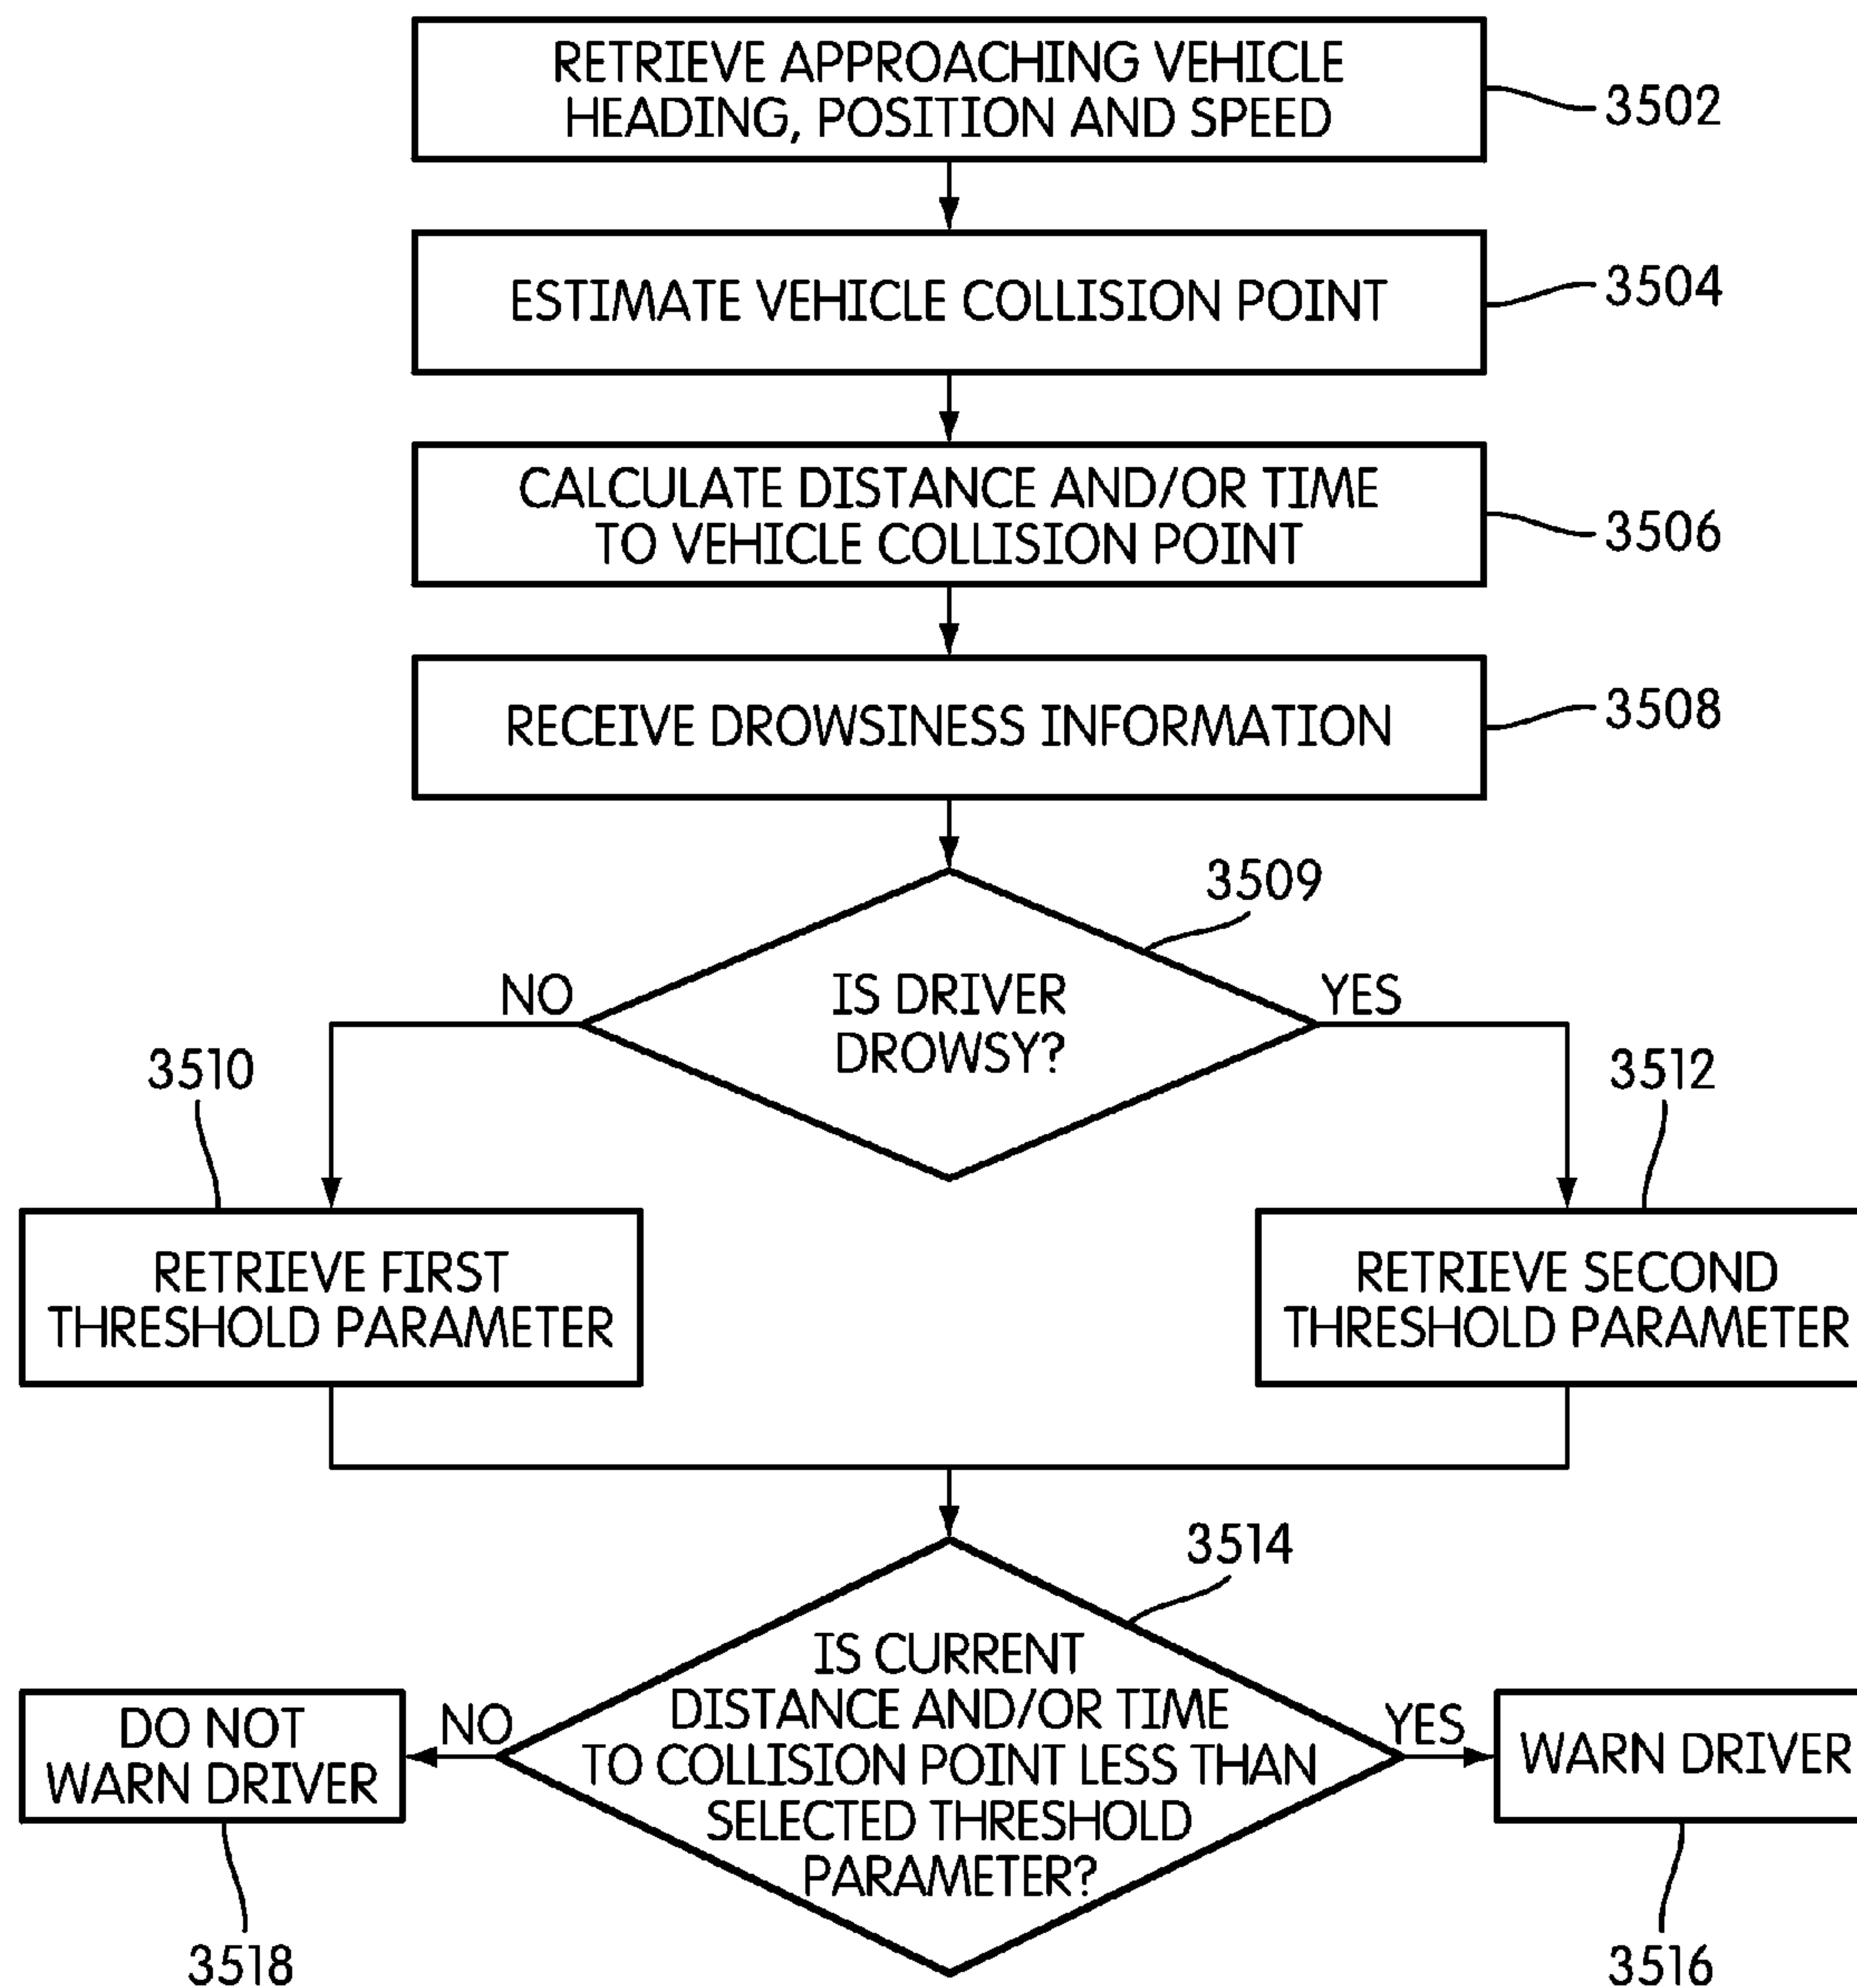 RETRIEVE APPROACHING VEHICLE
HEADING, POSITION AND SPEED
3502
ESTIMATE VEHICLE COLLISION POINT
3504
CALCULATE DISTANCE AND/OR TIME
TO VEHICLE COLLISION POINT
3506
RECEIVE DROWSINESS INFORMATION
3508
3509
NO
IS DRIVER
DROWSY?
YES
3510
3512
RETRIEVE FIRST
THRESHOLD PARAMETER
RETRIEVE SECOND
THRESHOLD PARAMETER
3514
IS CURRENT
DISTANCE AND/OR TIME
TO COLLISION POINT LESS THAN
SELECTED THRESHOLD
PARAMETER?
NO
YES
DO NOT
WARN DRIVER
WARN DRIVER
3518
3516